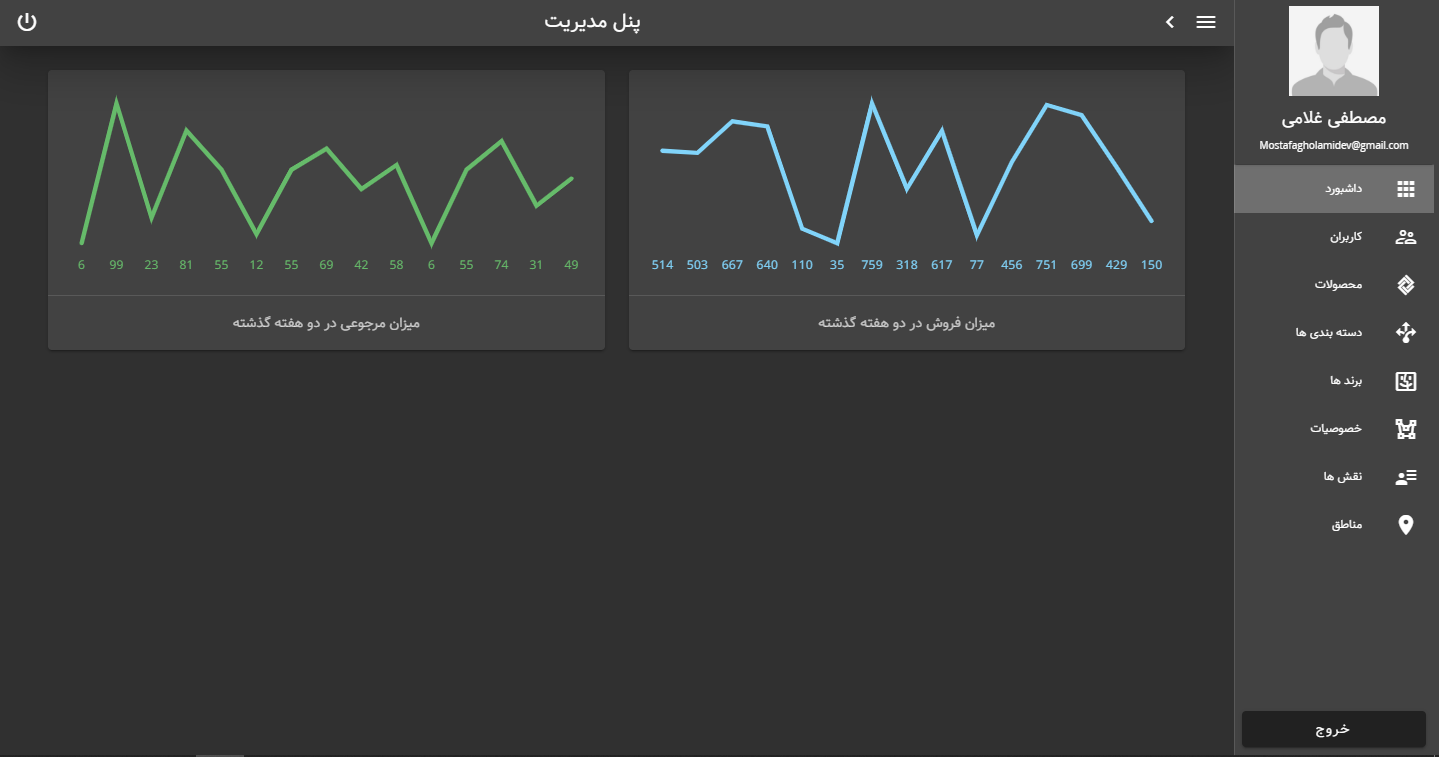 پنل مدیریت
مصطفی غلامی
Mostafagholamidev@gmail.com
داشبورد
کاربران
محصولات
دسته بندی ها
برند ها
خصوصیات
نقش ها
مناطق
خروج
514 503 667 640 110 35 759 318 617 77 456 751 699 429 150
میزان فروش در دو هفته گذشته
6 99 23 81 55 12 55 69 42 58 6 55 74 31 49
میزان مرجوعی در دو هفته گذشته